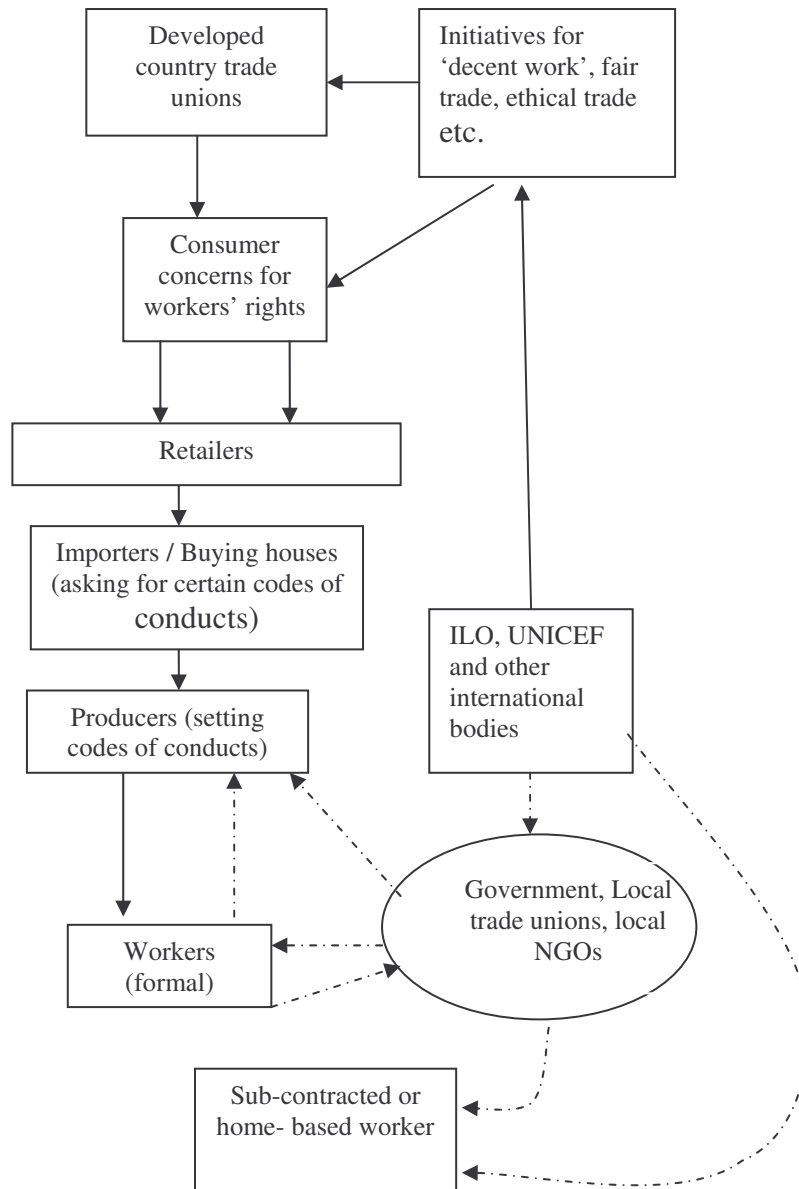 Developed
country trade
unions
Initiatives for
‘decent work’, fair
trade, ethical trade
etc.
Consumer
concerns for
workers’ rights
Retailers
Importers / Buying houses
(asking for certain codes of
conducts)
ILO, UNICEF
and other
international
bodies
Producers (setting
codes of conducts)
Government, Local
trade unions, local
NGOs
Workers
(formal)
Sub-contracted or
home- based worker